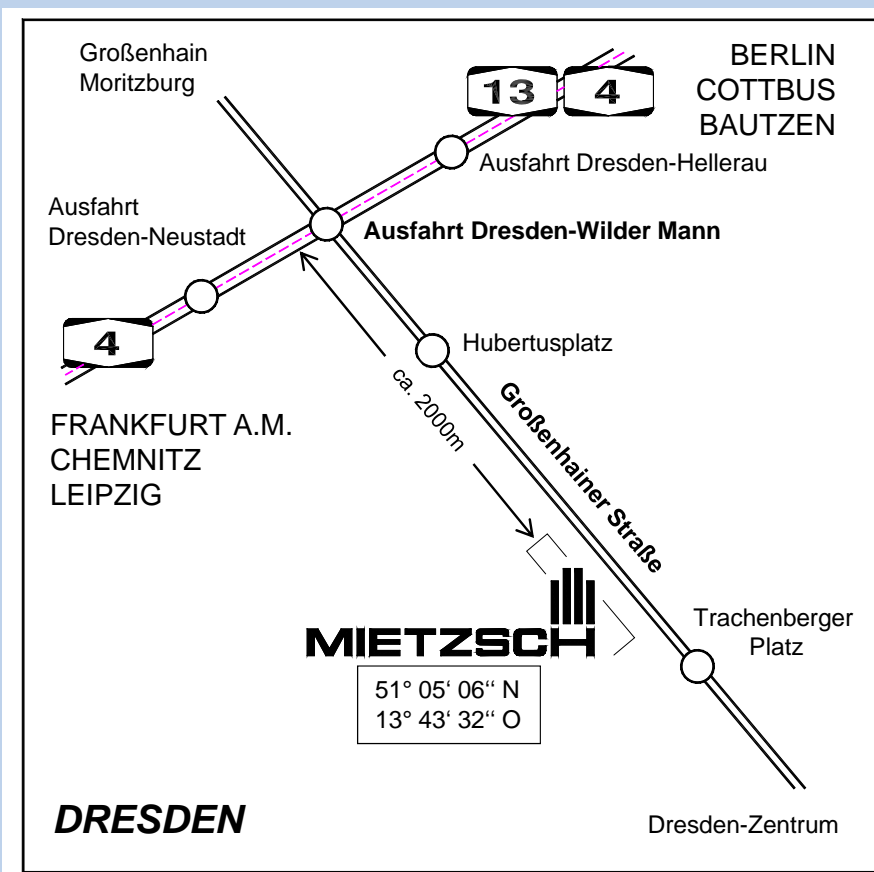 Großenhain
Moritzburg
13
4
BERLIN
COTTBUS
BAUTZEN
Ausfahrt Dresden-Hellerau
Ausfahrt
Dresden-Neustadt
Ausfahrt Dresden-Wilder Mann
4
Hubertusplatz
ca. 2000m
Großenhainer Straße
FRANKFURT A.M.
CHEMNITZ
LEIPZIG
MIETZSCH
Trachenberger
Platz
51° 05‘ 06‘‘ N
13° 43‘ 32‘‘ O
DRESDEN
Dresden-Zentrum